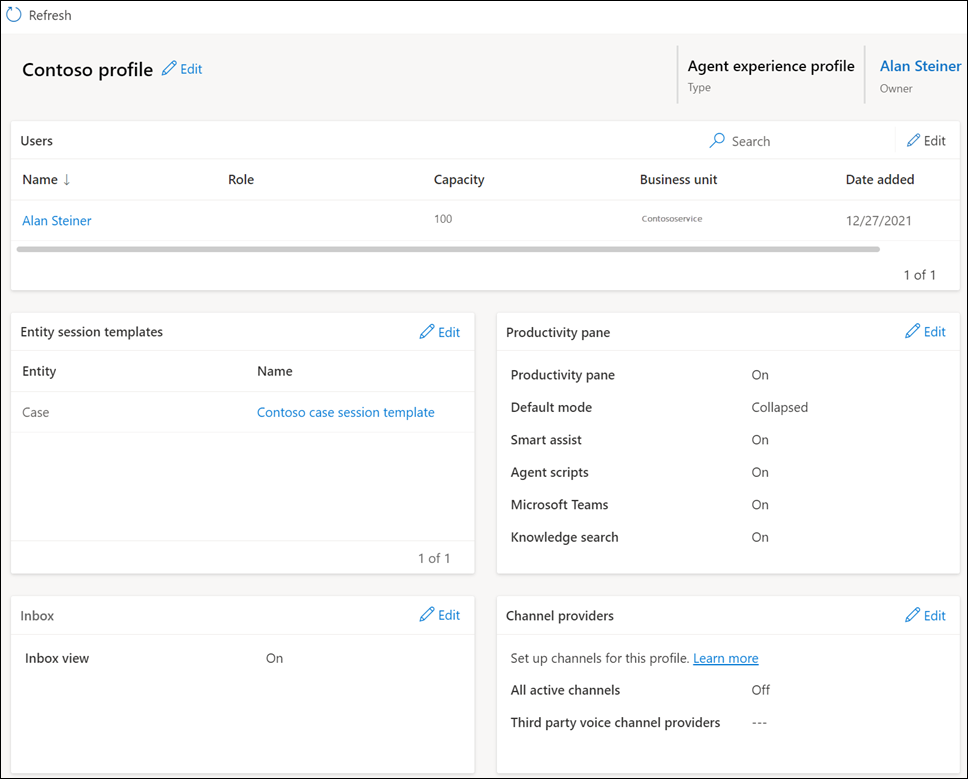 Refresh
Contoso profile Edit
Agent experience profile
Type
Alan Steiner
Owner
Users Search Edit
Name ↓ Role Capacity Business unit Date added
Alan Steiner 100 Contososervice 12/27/2021
1 of 1
Entity session templates Edit
Entity Name
Case Contoso case session template
1 of 1
Productivity pane Edit
Productivity pane On
Default mode Collapsed
Smart assist On
Agent scripts On
Microsoft Teams On
Knowledge search On
Inbox Edit
Inbox view On
Channel providers Edit
Set up channels for this profile. Learn more
All active channels Off
Third party voice channel providers ---